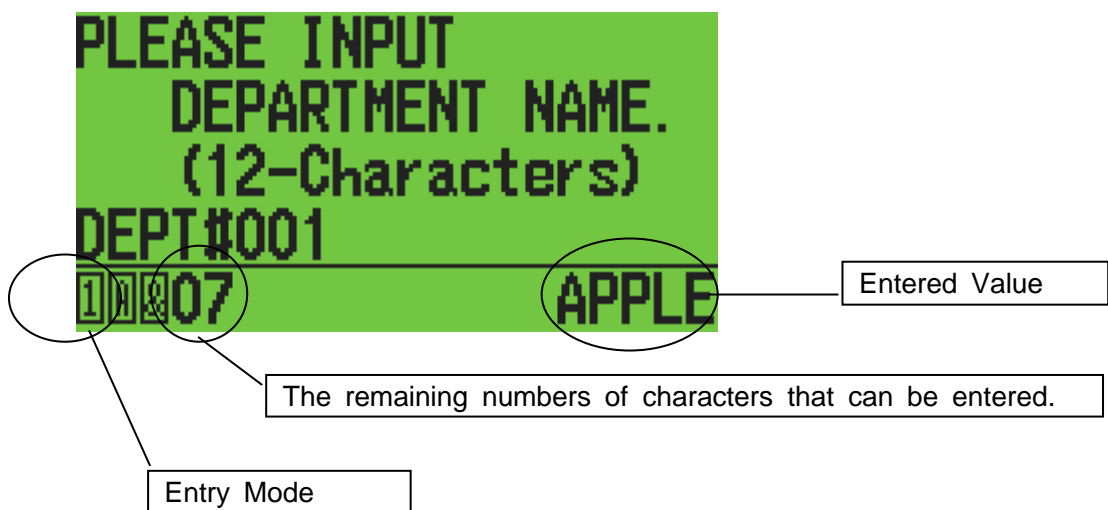 PLEASE INPUT
DEPARTMENT NAME.
(12-Characters)
DEPT#001
1A&07 APPLE
Entered Value
The remaining numbers of characters that can be entered.
Entry Mode